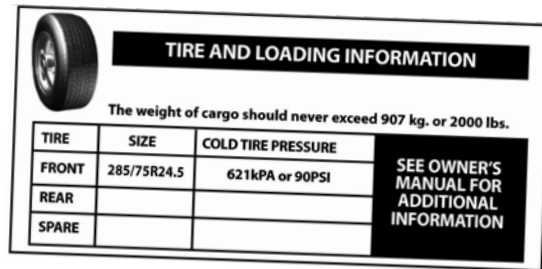 TIRE AND LOADING INFORMATION
The weight of cargo should never exceed 907 kg. or 2000 lbs.
TIRE SIZE COLD TIRE PRESSURE
FRONT 285/75R24.5 621kPA or 90PSI
REAR
SPARE
SEE OWNER'S
MANUAL FOR
ADDITIONAL
INFORMATION